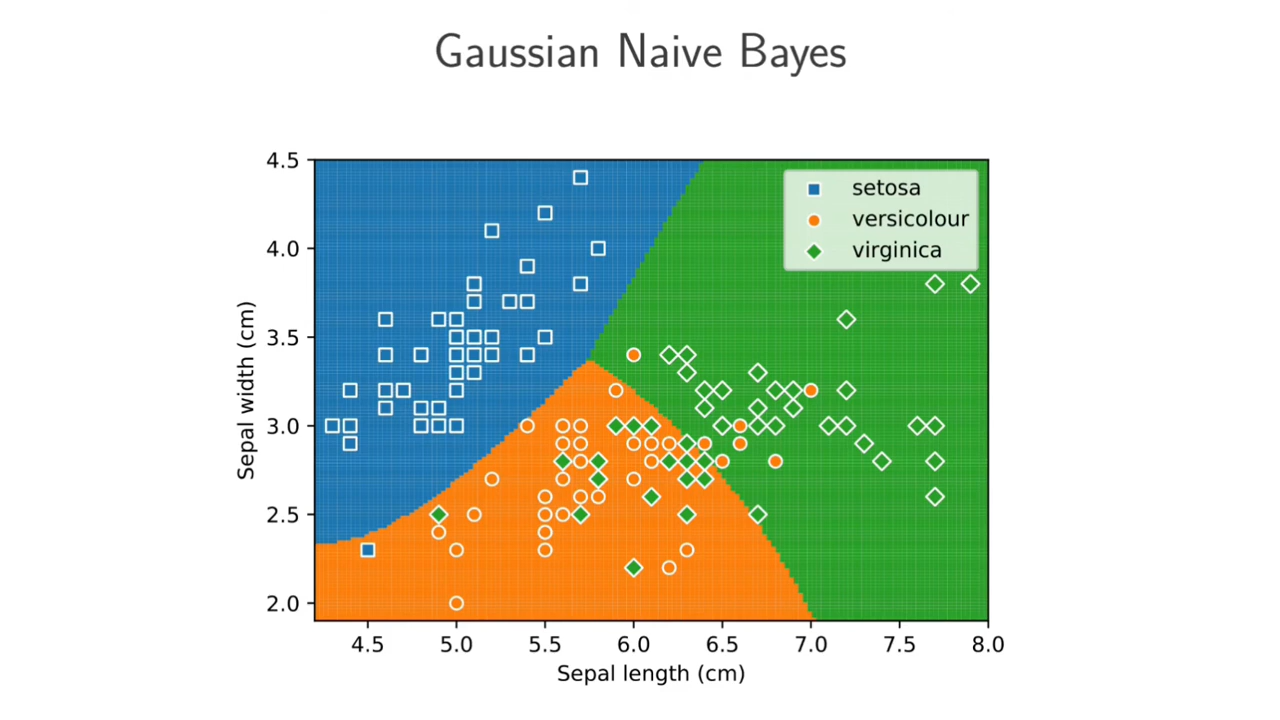 Gaussian Naive Bayes
4.5
4.0
3.5
3.0
2.5
2.0
Sepal width (cm)
setosa
versicolour
virginica
4.5 5.0 5.5 6.0 6.5 7.0 7.5 8.0
Sepal length (cm)